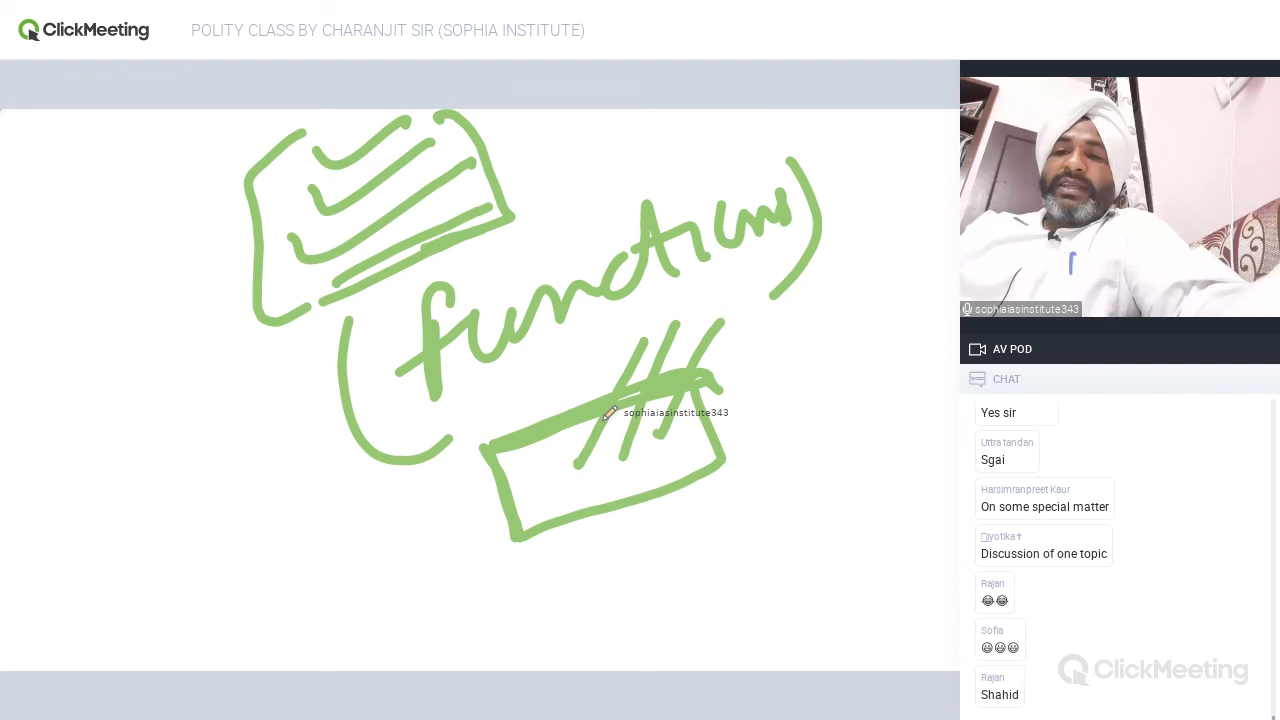 ClickMeeting
POLITY CLASS BY CHARANJIT SIR (SOPHIA INSTITUTE)
functions
sophiaiasinstitute343
sophiaiasinstitute343
AV POD
CHAT
Yes sir
Uttra tandan
Sgai
Harsimranpreet Kaur
On some special matter
jyotika✝
Discussion of one topic
Rajan
😂😂
Sofia
😃😃😃
Rajan
Shahid
ClickMeeting